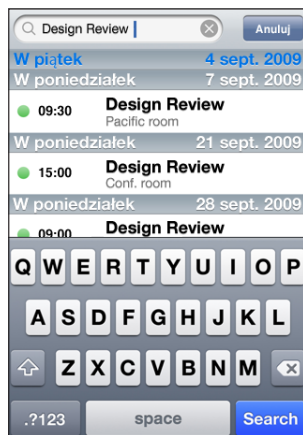 Design Review
Anuluj
W piątek 4 sept. 2009
W poniedziałek 7 sept. 2009
09:30 Design Review
Pacific room
W poniedziałek 21 sept. 2009
15:00 Design Review
Conf. room
W poniedziałek 28 sept. 2009
09:00 Design Review
Q W E R T Y U I O P
A S D F G H J K L
Z X C V B N M
.?123 space Search